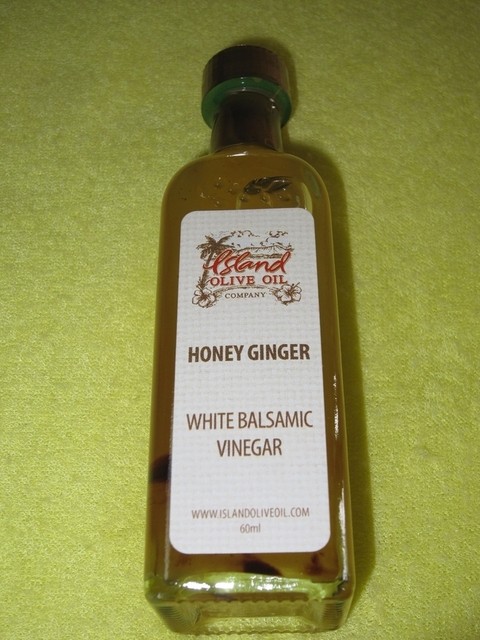 Island
OLIVE OIL
COMPANY
HONEY GINGER
WHITE BALSAMIC
VINEGAR
WWW.ISLANDOLIVEOIL.COM
60ml